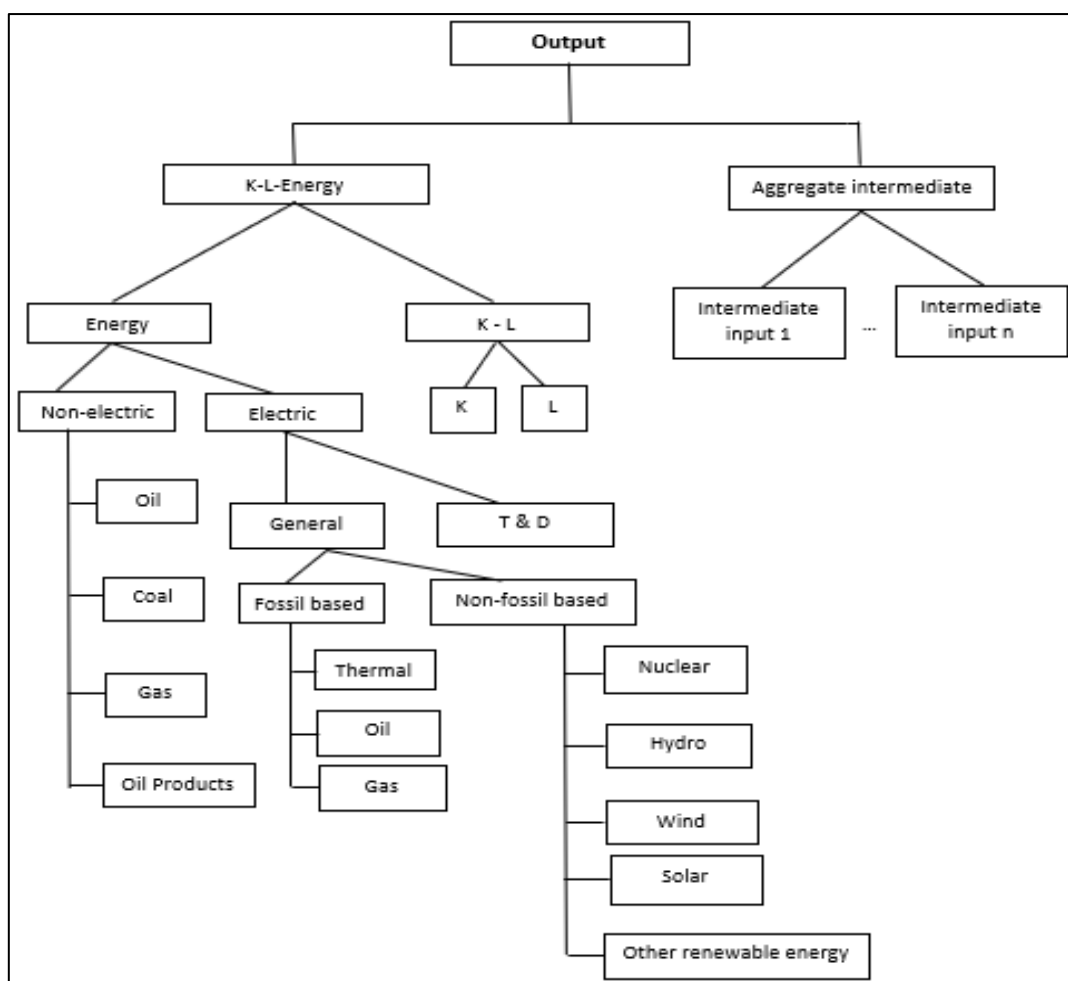 Output
K-L-Energy
Aggregate intermediate
Energy
K - L
Intermediate
input 1
...
Intermediate
input n
Non-electric
Electric
K
L
Oil
General
T & D
Coal
Fossil based
Non-fossil based
Thermal
Nuclear
Gas
Oil
Hydro
Oil Products
Gas
Wind
Solar
Other renewable energy